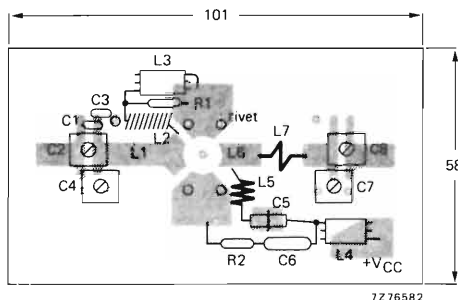 101
L3
C3
R1
rivet
C1
L2
L7
C2
L1
L6
C8
58
C4
L5
C7
C5
R2
C6
L4
+VCC
7Z76582